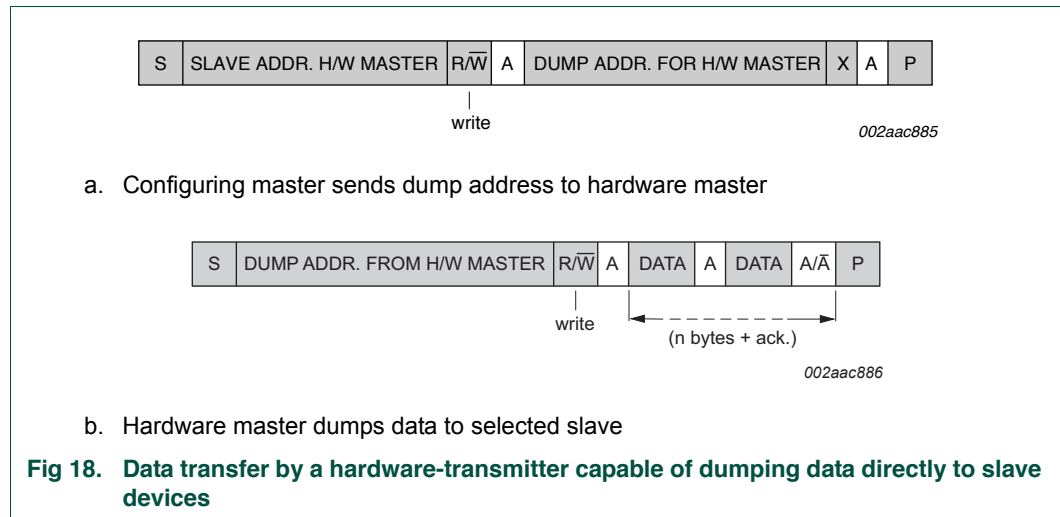 S SLAVE ADDR. H/W MASTER R/W̅ A DUMP ADDR. FOR H/W MASTER X A P
write
002aac885
a. Configuring master sends dump address to hardware master
S DUMP ADDR. FROM H/W MASTER R/W̅ A DATA A DATA A/A̅ P
write
(n bytes + ack.)
002aac886
b. Hardware master dumps data to selected slave
Fig 18. Data transfer by a hardware-transmitter capable of dumping data directly to slave
devices